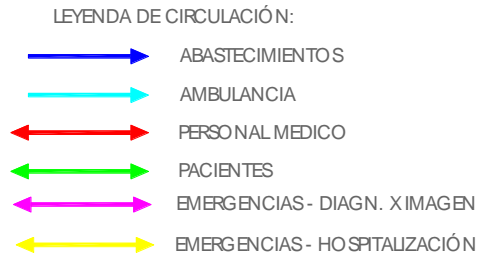 LEYENDA DE CIRCULACIÓN:
ABASTECIMIENTOS
AMBULANCIA
PERSONAL MEDICO
PACIENTES
EMERGENCIAS - DIAGN. X IMAGEN
EMERGENCIAS - HOSPITALIZACIÓN